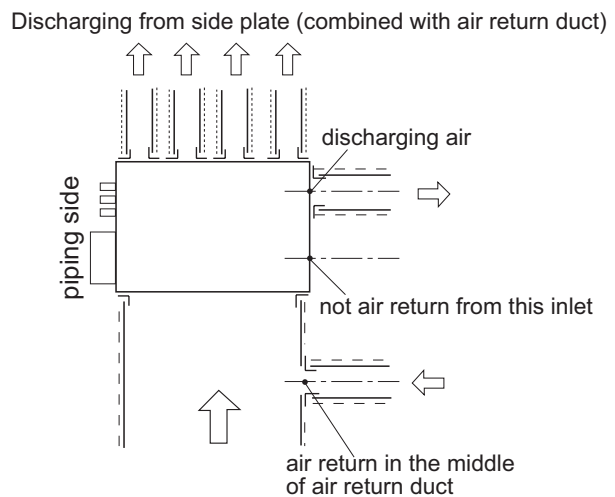 Discharging from side plate (combined with air return duct)
discharging air
piping side
not air return from this inlet
air return in the middle
of air return duct